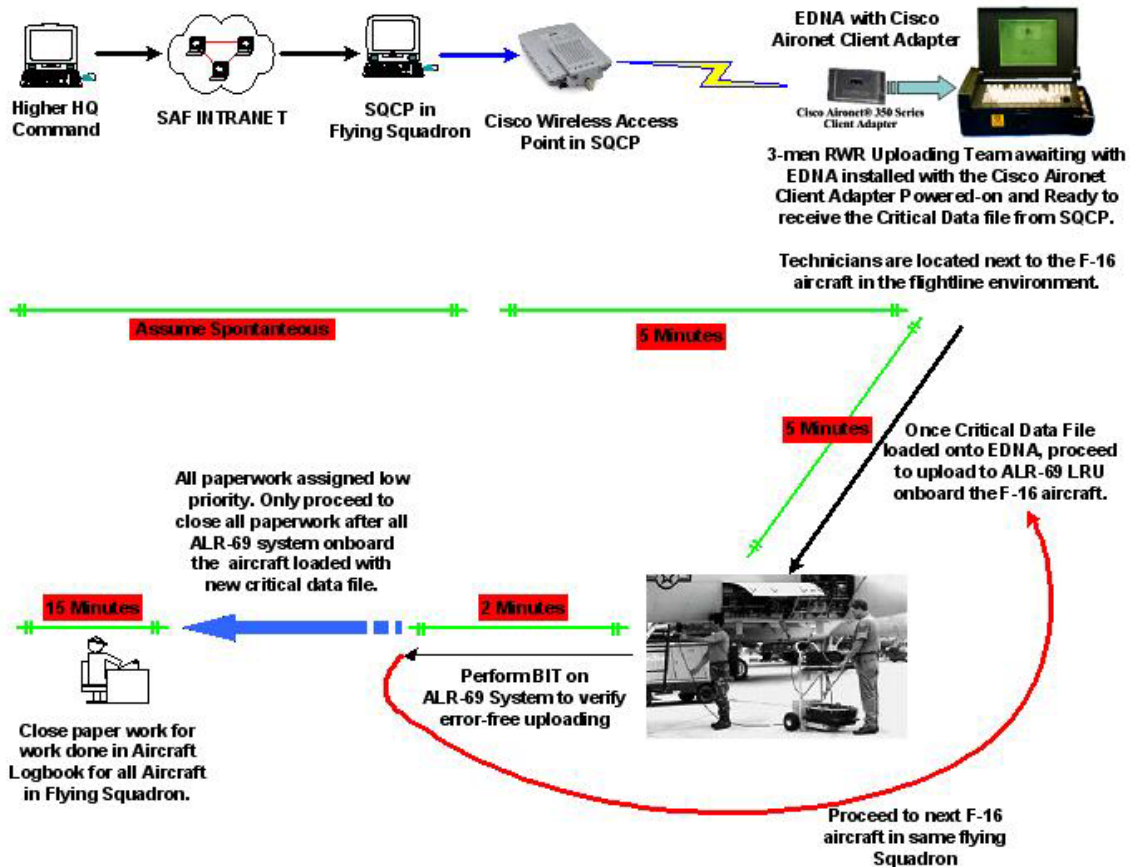 Higher HQ
Command
SAF INTRANET
SQCP in
Flying Squadron
Cisco Wireless Access
Point in SQCP
EDNA with Cisco
Aironet Client Adapter
Cisco Aironet® 350 Series
Client Adapter
3-men RWR Uploading Team awaiting with
EDNA installed with the Cisco Aironet
Client Adapter Powered-on and Ready to
receive the Critical Data file from SQCP.
Technicians are located next to the F-16
aircraft in the flightline environment.
Assume Spontaneous
5 Minutes
5 Minutes
Once Critical Data File
loaded onto EDNA, proceed
to upload to ALR-69 LRU
onboard the F-16 aircraft.
All paperwork assigned low
priority. Only proceed to
close all paperwork after all
ALR-69 system onboard
the aircraft loaded with
new critical data file.
15 Minutes
2 Minutes
Perform BIT on
ALR-69 System to verify
error-free uploading
Close paper work for
work done in Aircraft
Logbook for all Aircraft
in Flying Squadron.
Proceed to next F-16
aircraft in same flying
Squadron